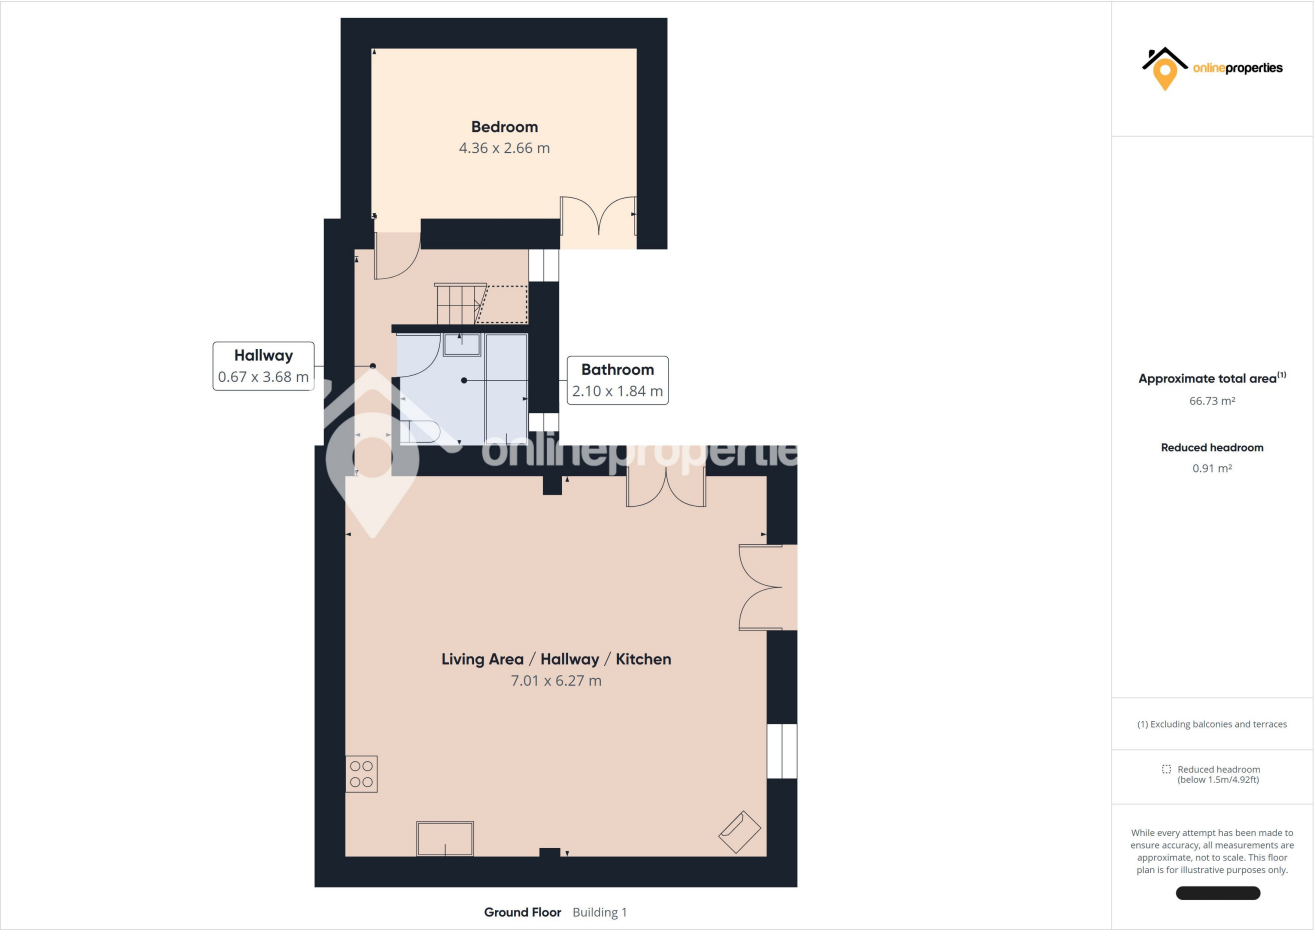 Bedroom
4.36 x 2.66 m
Hallway
0.67 x 3.68 m
Bathroom
2.10 x 1.84 m
onlineproperties
Living Area / Hallway / Kitchen
7.01 x 6.27 m
Ground Floor Building 1
onlineproperties
Approximate total area(1)
66.73 m²
Reduced headroom
0.91 m²
(1) Excluding balconies and terraces
Reduced headroom
(below 1.5m/4.92ft)
While every attempt has been made to
ensure accuracy, all measurements are
approximate, not to scale. This floor
plan is for illustrative purposes only.